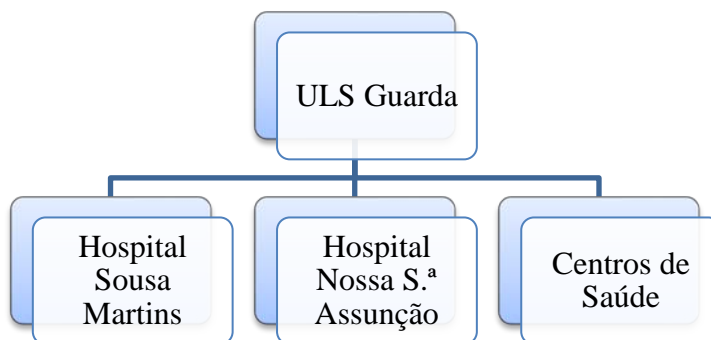 ULS Guarda
Hospital
Sousa
Martins
Hospital
Nossa S.ª
Assunção
Centros de
Saúde